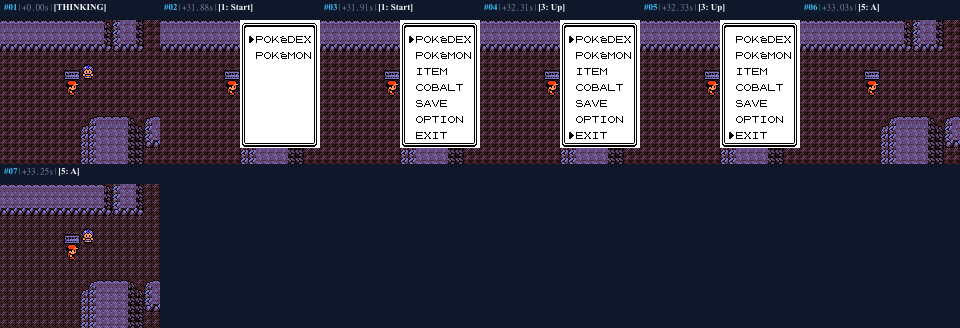 #01|+0.00s| [THINKING]
#02|+31.88s| [1: Start]
#03|+31.91s| [1: Start]
#04|+32.31s| [3: Up]
#05|+32.33s| [3: Up]
#06|+33.03s| [5: A]
▶POKéDEX
POKéMON
▶POKéDEX
POKéMON
ITEM
COBALT
SAVE
OPTION
EXIT
▶POKéDEX
POKéMON
ITEM
COBALT
SAVE
OPTION
▶EXIT
POKéDEX
POKéMON
ITEM
COBALT
SAVE
OPTION
▶EXIT
#07|+33.25s| [5: A]